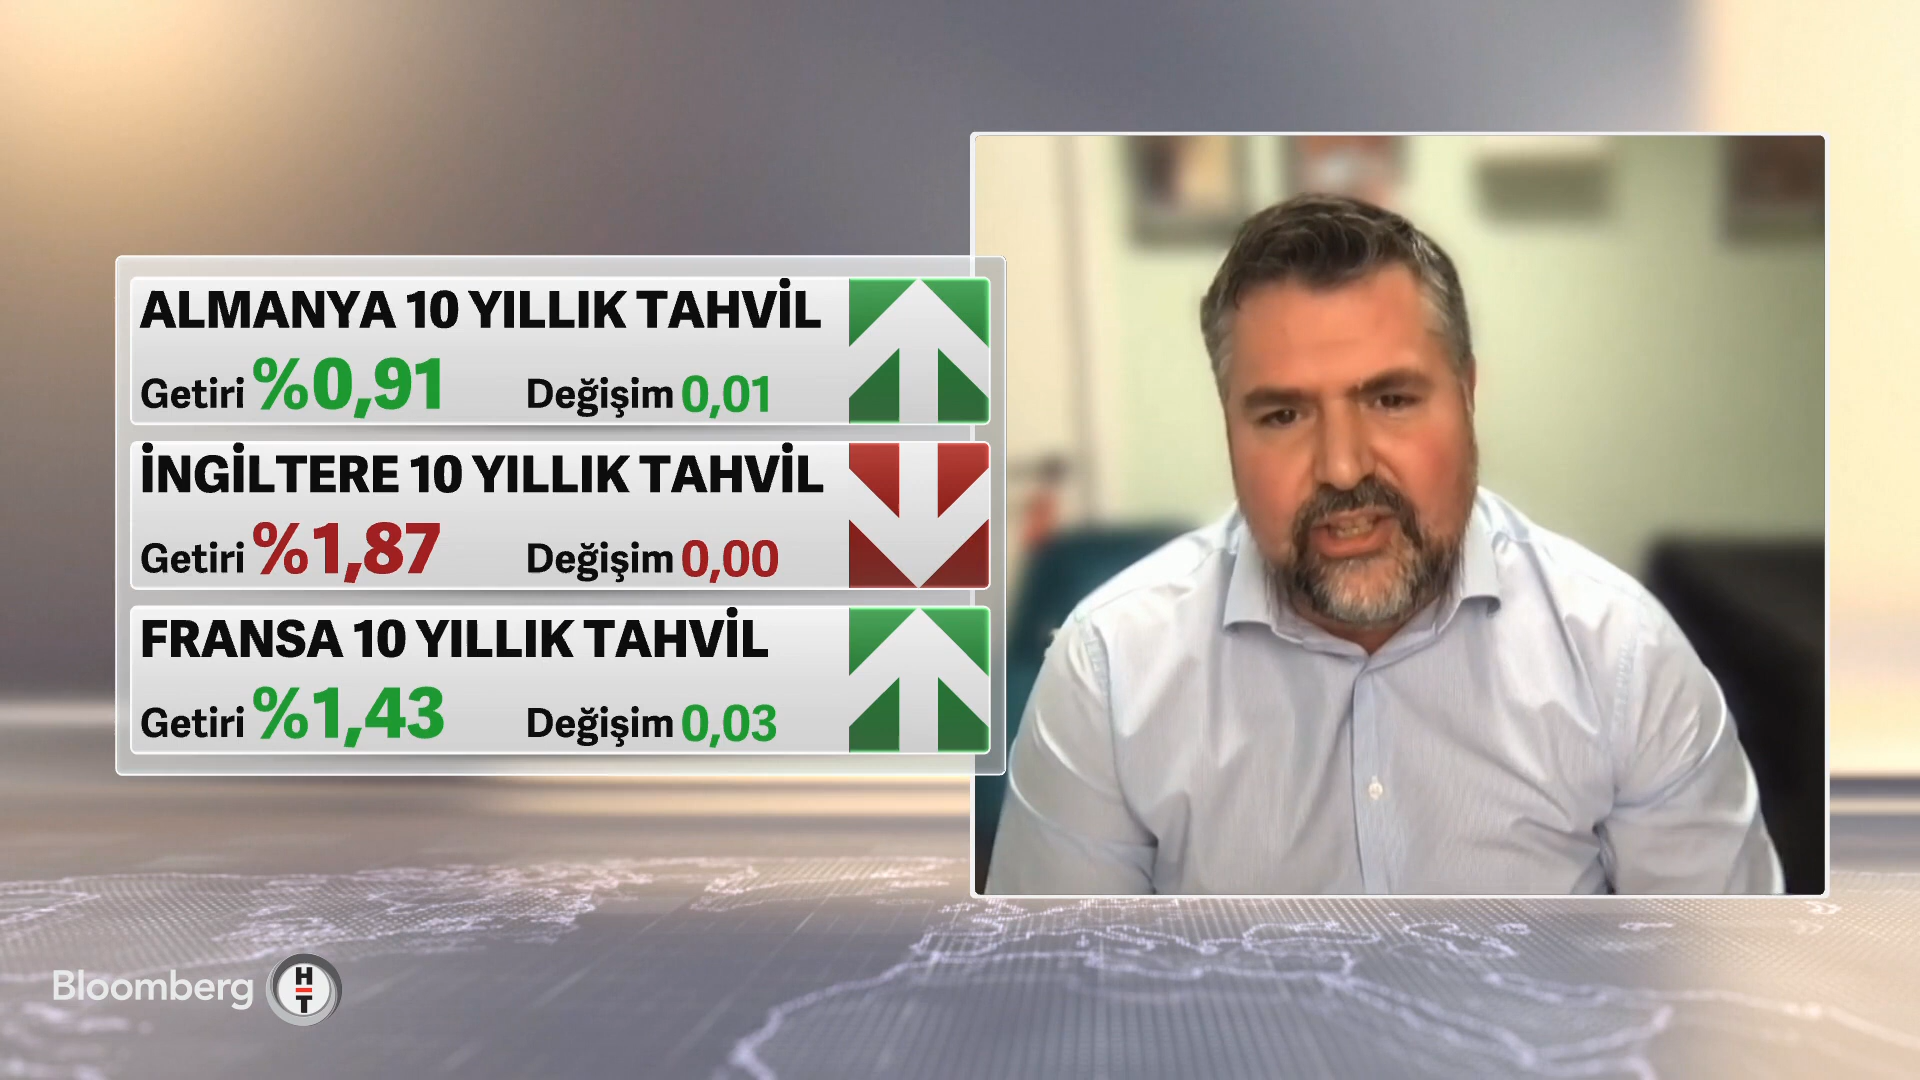 ALMANYA 10 YILLIK TAHVİL
Getiri %0,91 Değişim 0,01
İNGİLTERE 10 YILLIK TAHVİL
Getiri %1,87 Değişim 0,00
FRANSA 10 YILLIK TAHVİL
Getiri %1,43 Değişim 0,03
Bloomberg HT